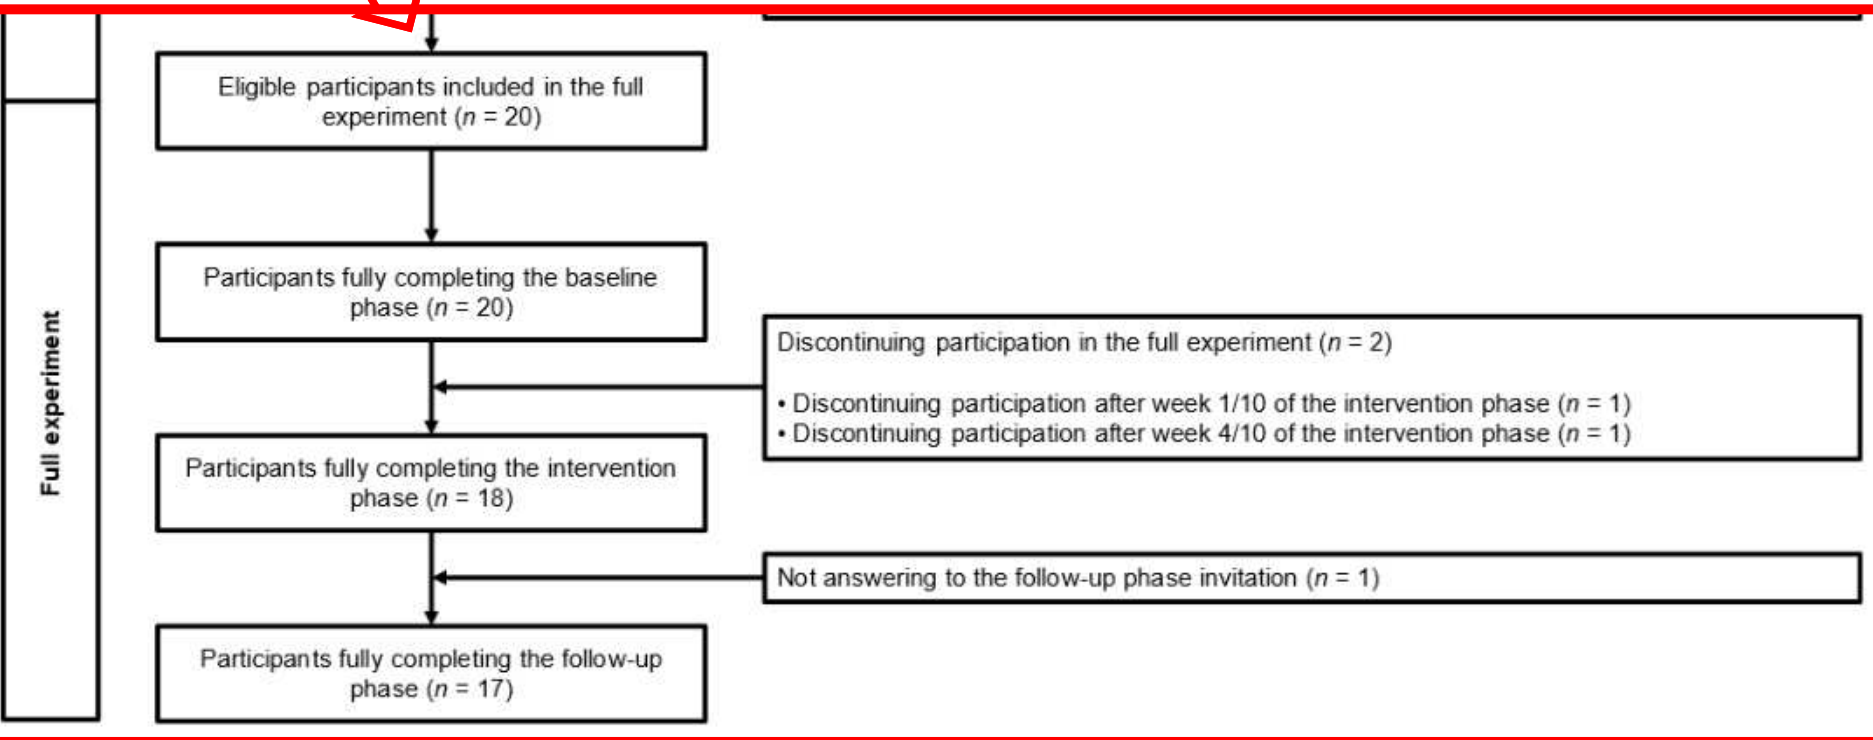 Eligible participants included in the full
experiment (n = 20)
Full experiment
Participants fully completing the baseline
phase (n = 20)
Discontinuing participation in the full experiment (n = 2)
• Discontinuing participation after week 1/10 of the intervention phase (n = 1)
• Discontinuing participation after week 4/10 of the intervention phase (n = 1)
Participants fully completing the intervention
phase (n = 18)
Not answering to the follow-up phase invitation (n = 1)
Participants fully completing the follow-up
phase (n = 17)